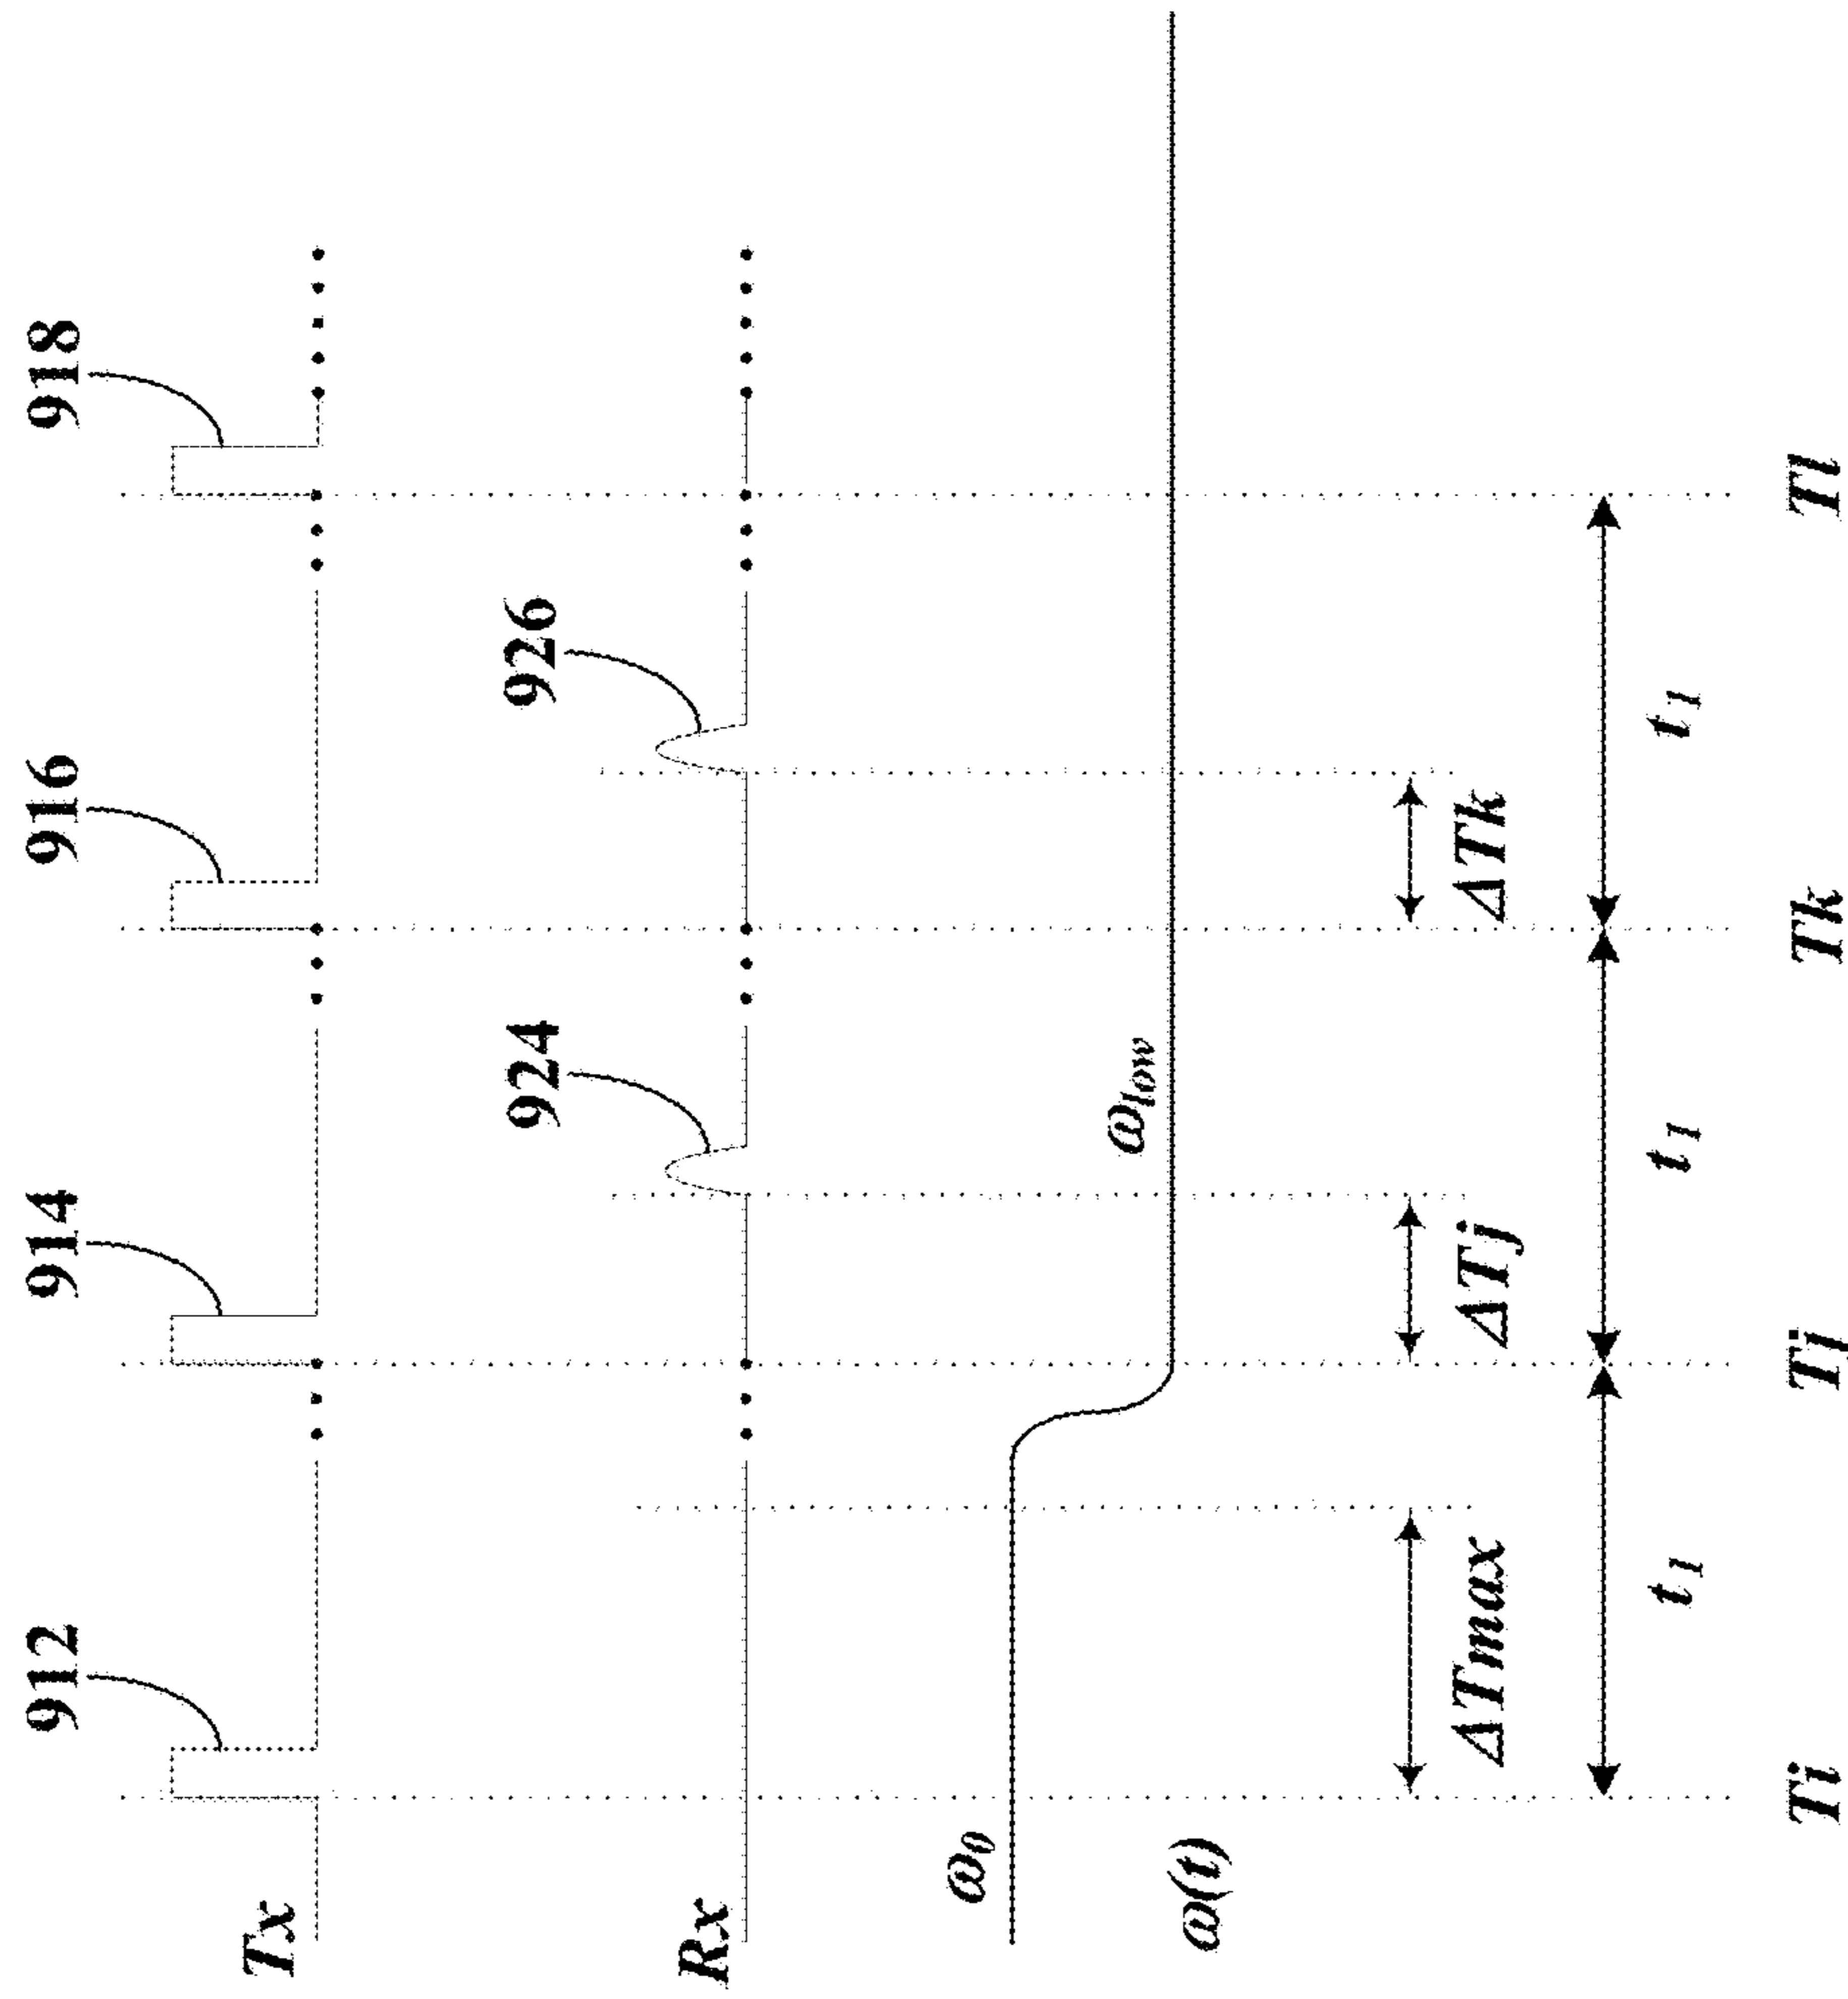 912
914
916
918
Tx
924
926
Rx
ω₀
ω_low
ω(t)
ΔTmax
ΔTj
ΔTk
t₁
t₁
t₁
Ti
Tj
Tk
Tl